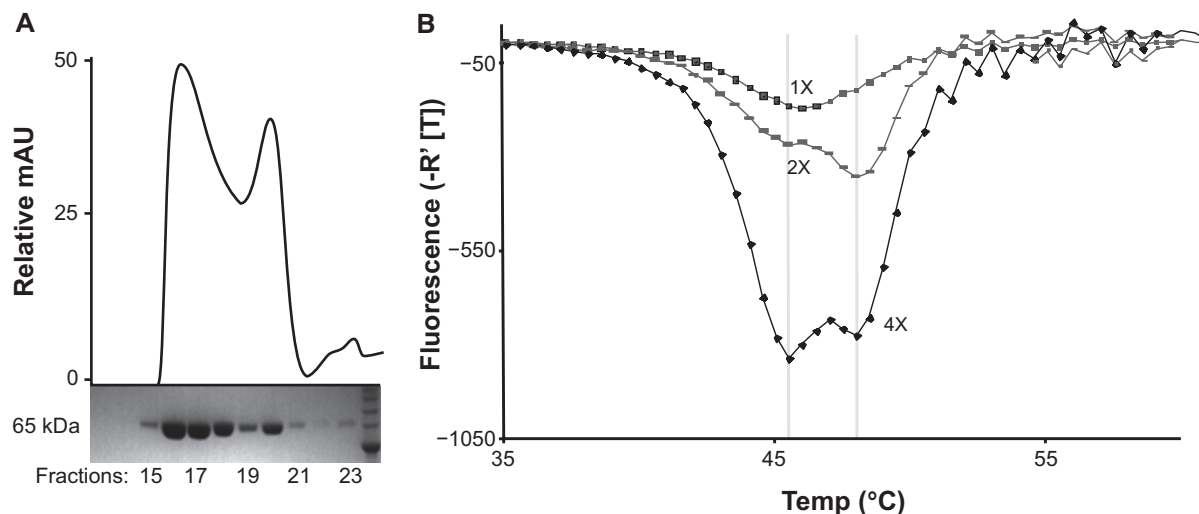 A
50
25
0
Relative mAU
65 kDa
Fractions: 15 17 19 21 23
B
−50
−550
−1050
Fluorescence (-R' [T])
1X
2X
4X
35 45 55
Temp (°C)